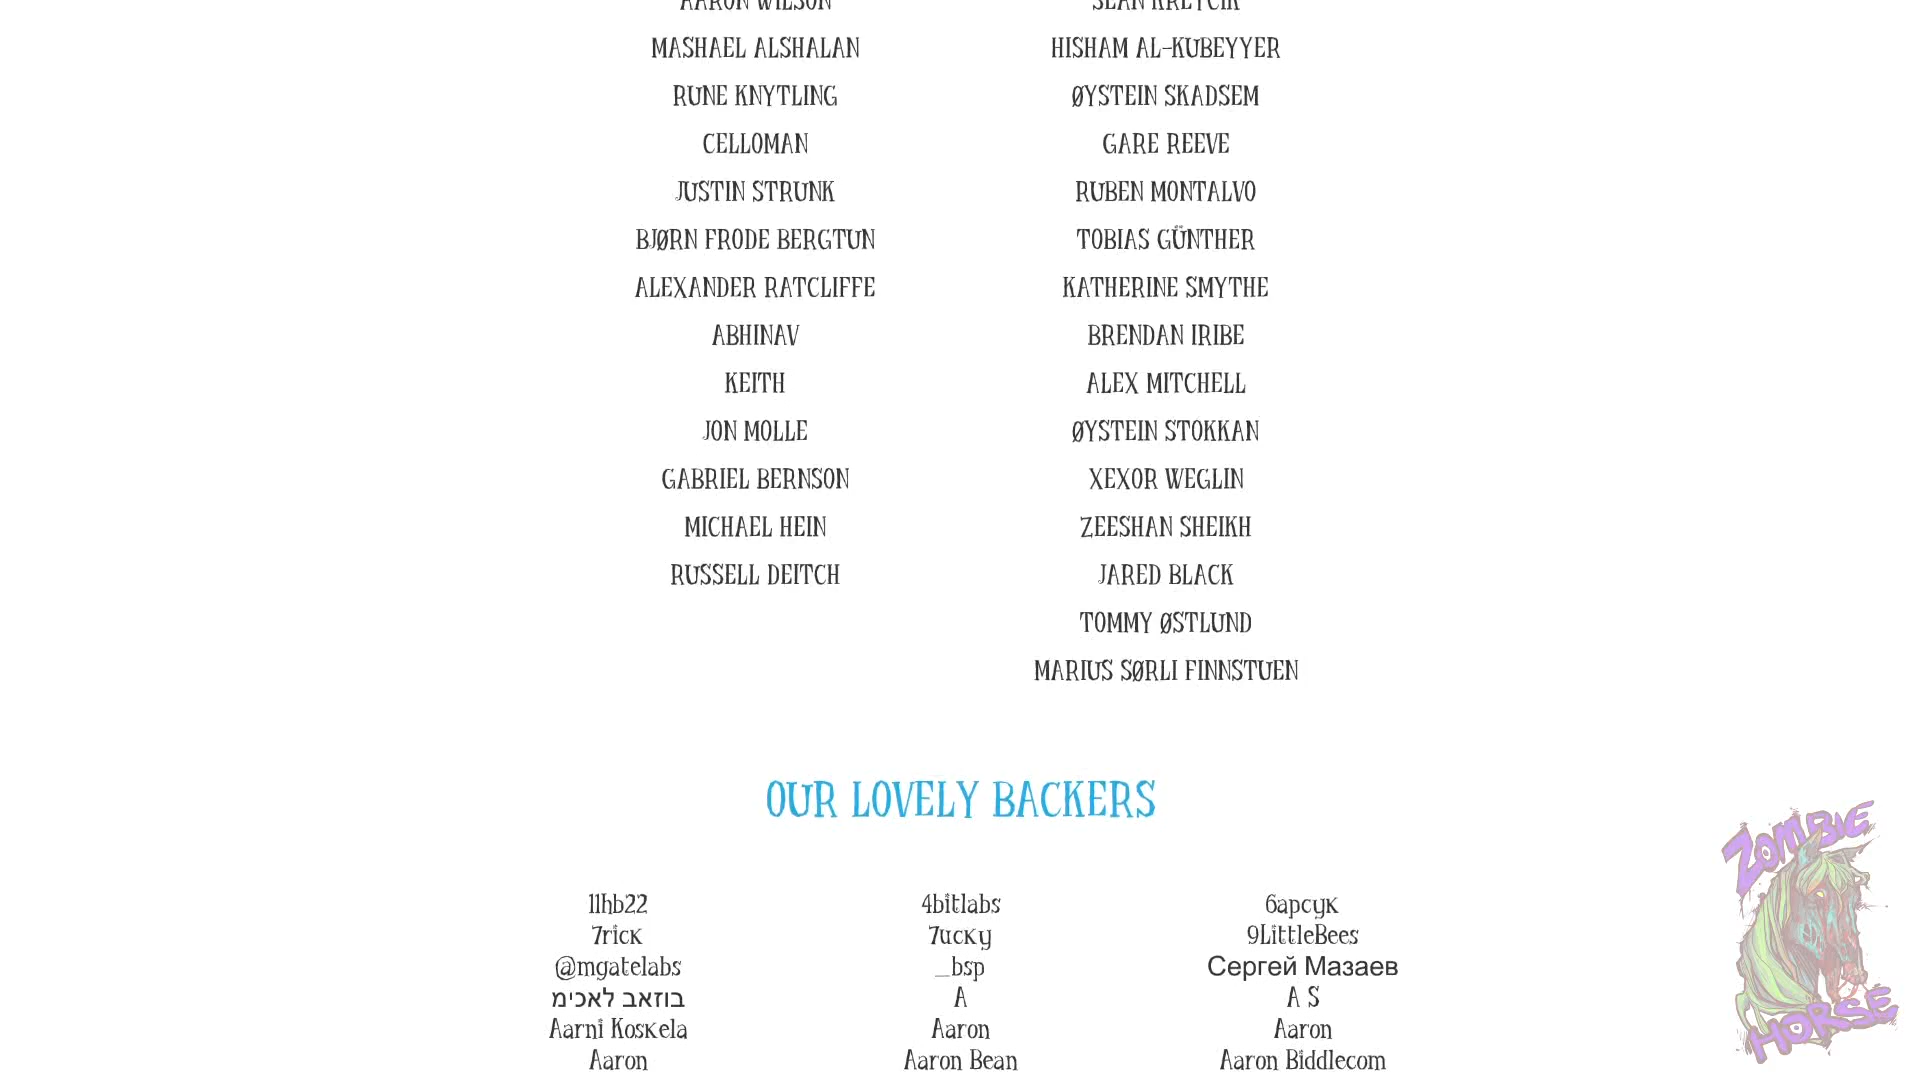 AARON WILSON SEAN KREYCIK
MASHAEL ALSHALAN HISHAM AL-KUBEYYER
RUNE KNYTLING ØYSTEIN SKADSEM
CELLOMAN GARE REEVE
JUSTIN STRUNK RUBEN MONTALVO
BJØRN FRODE BERGTUN TOBIAS GÜNTHER
ALEXANDER RATCLIFFE KATHERINE SMYTHE
ABHINAV BRENDAN IRIBE
KEITH ALEX MITCHELL
JON MOLLE ØYSTEIN STOKKAN
GABRIEL BERNSON XEXOR WEGLIN
MICHAEL HEIN ZEESHAN SHEIKH
RUSSELL DEITCH JARED BLACK
TOMMY ØSTLUND
MARIUS SØRLI FINNSTUEN
OUR LOVELY BACKERS
11hb22 4bitlabs 6apcyk
7rick 7ucky 9LittleBees
@mgatelabs _bsp Сергей Мазаев
בוזאב לאכימ A A S
Aarni Koskela Aaron Aaron
Aaron Aaron Bean Aaron Biddlecom
ZOMBIE
HORSE